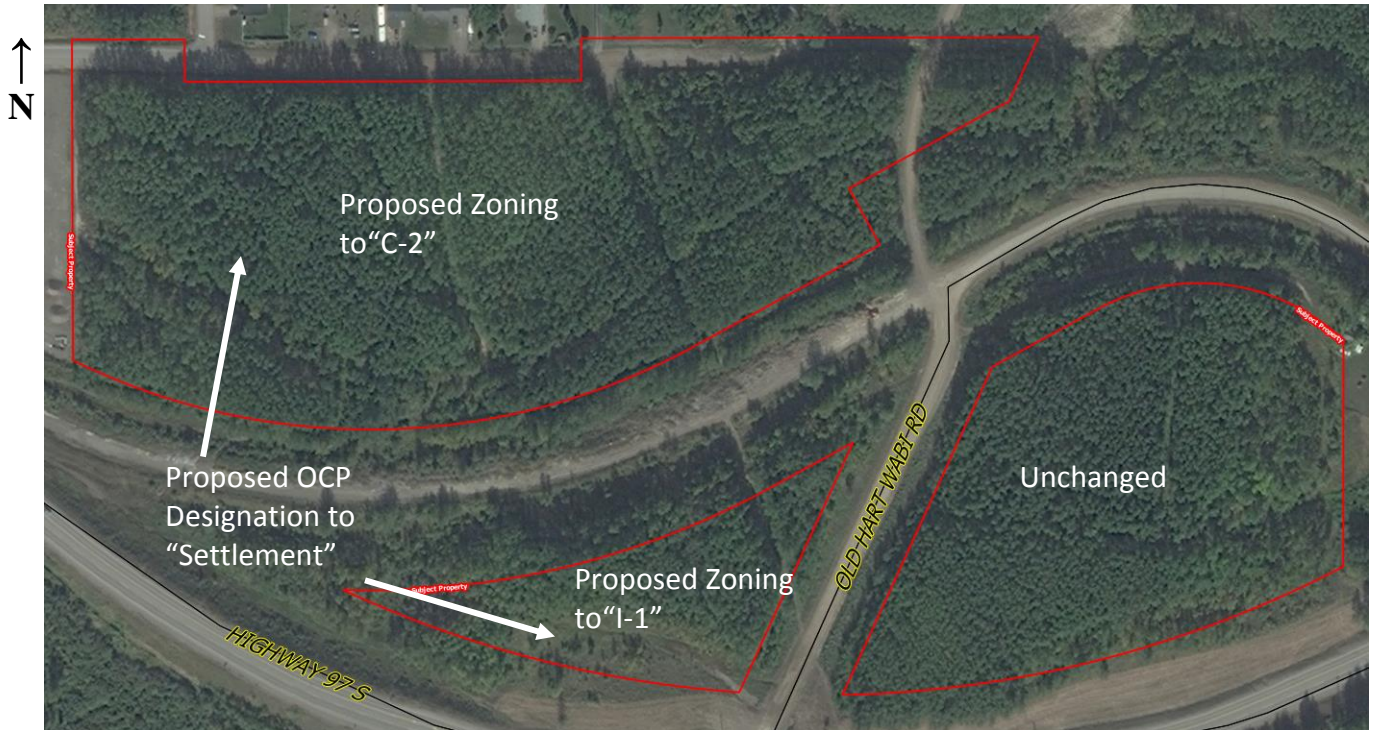 N
Proposed Zoning
to“C-2”
Subject Property
Subject Property
Proposed OCP
Designation to
“Settlement”
OLD HART WABI RD
Unchanged
Subject Property
Proposed Zoning
to“I-1”
HIGHWAY 97 S